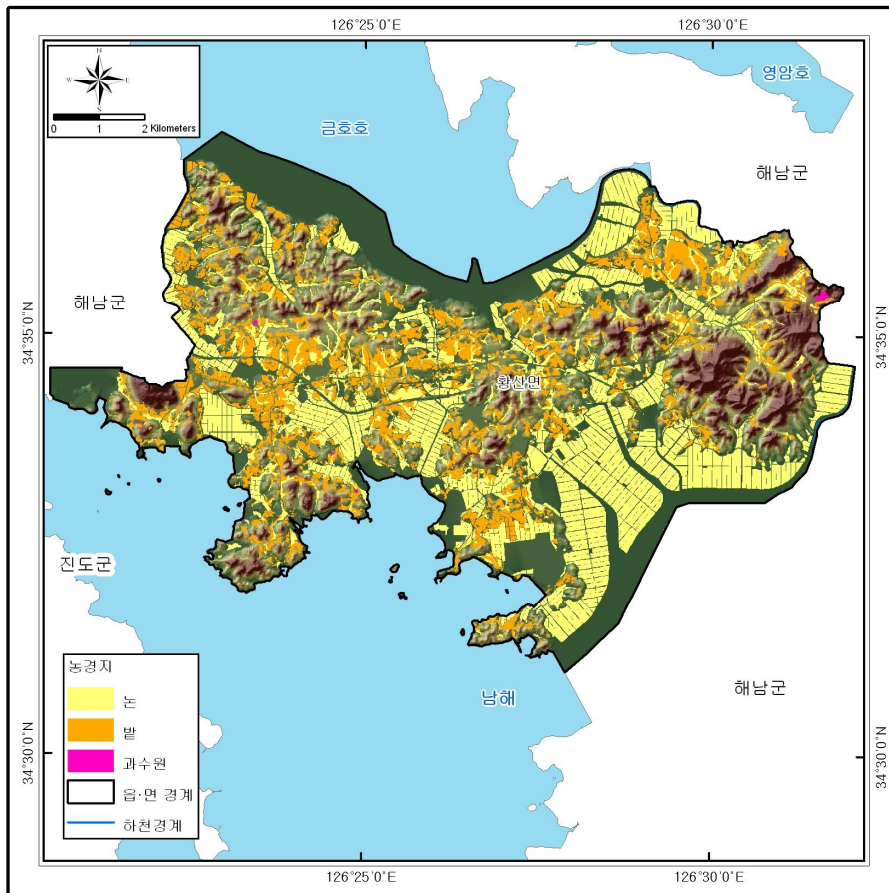 126°25'0"E
126°30'0"E
N
W
E
S
0
1
2 Kilometers
영암호
금호호
해남군
해남군
34°35'0"N
34°35'0"N
황산면
진도군
남해
해남군
34°30'0"N
34°30'0"N
농경지
논
밭
과수원
읍·면 경계
하천경계
126°25'0"E
126°30'0"E